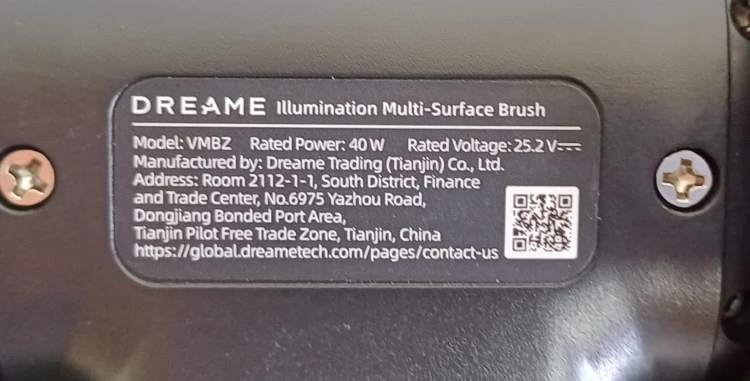 DREAME Illumination Multi-Surface Brush
Model: VMBZ Rated Power: 40 W Rated Voltage: 25.2 V⎓
Manufactured by: Dreame Trading (Tianjin) Co., Ltd.
Address: Room 2112-1-1, South District, Finance
and Trade Center, No.6975 Yazhou Road,
Dongjiang Bonded Port Area,
Tianjin Pilot Free Trade Zone, Tianjin, China
https://global.dreametech.com/pages/contact-us